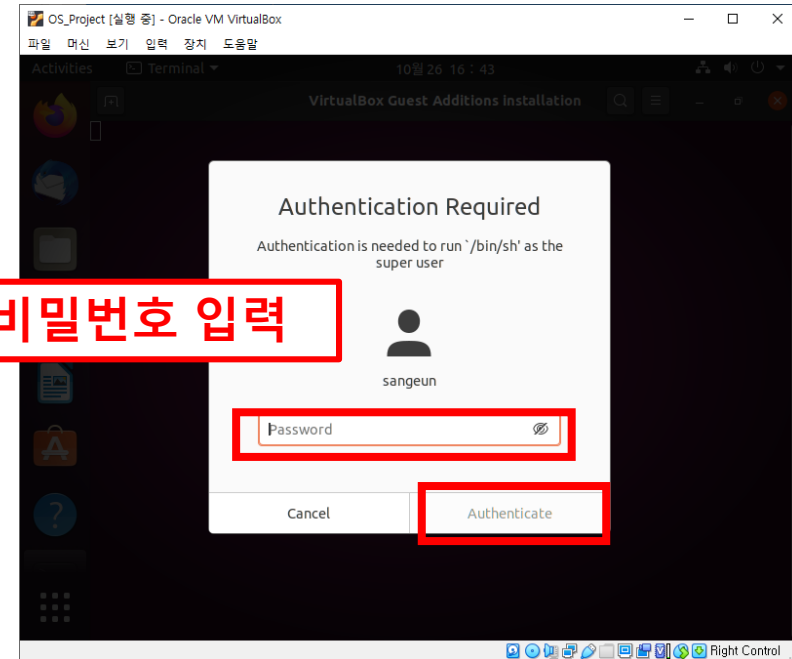 OS_Project [실행 중] - Oracle VM VirtualBox
파일 머신 보기 입력 장치 도움말
Activities Terminal 10월 26 16 : 43
VirtualBox Guest Additions installation
Authentication Required
Authentication is needed to run `/bin/sh' as the
super user
비밀번호 입력
sangeun
Password
Cancel Authenticate
Right Control